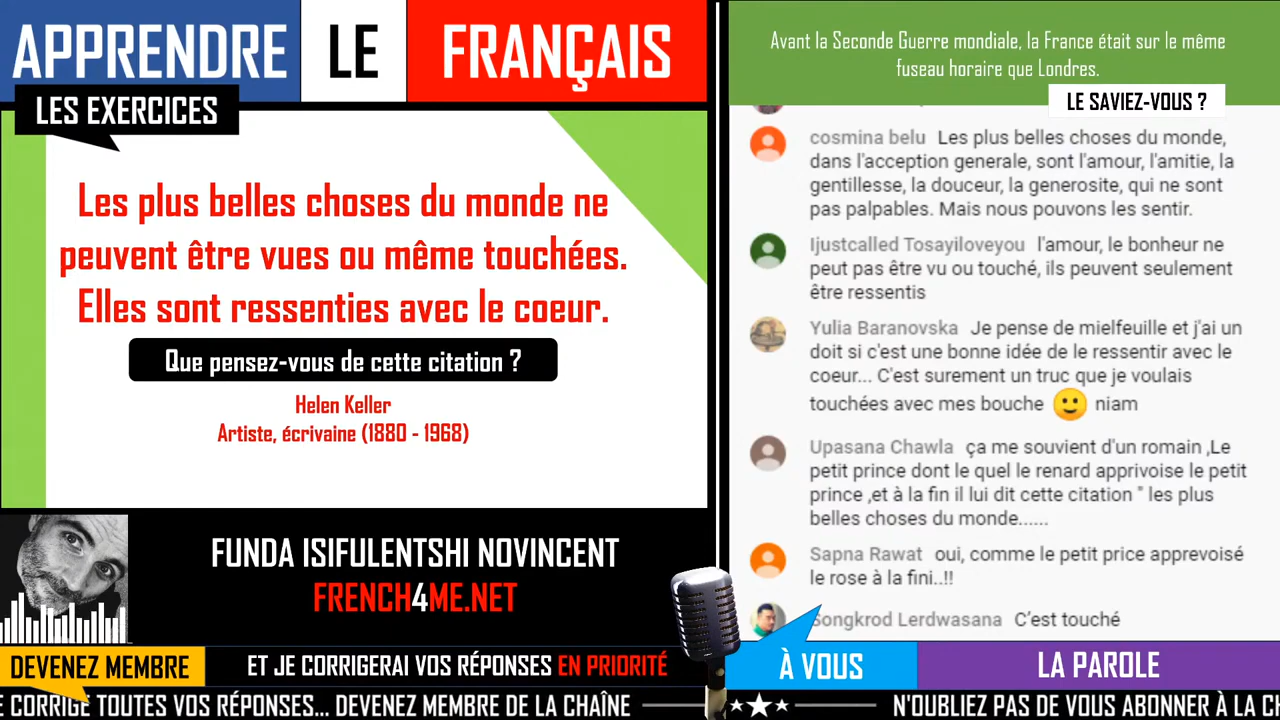 APPRENDRE LE FRANÇAIS
LES EXERCICES
Les plus belles choses du monde ne
peuvent être vues ou même touchées.
Elles sont ressenties avec le coeur.
Que pensez-vous de cette citation ?
Helen Keller
Artiste, écrivaine (1880 - 1968)
FUNDA ISIFULENTSHI NOVINCENT
FRENCH4ME.NET
DEVENEZ MEMBRE
ET JE CORRIGERAI VOS RÉPONSES EN PRIORITÉ
Avant la Seconde Guerre mondiale, la France était sur le même
fuseau horaire que Londres.
LE SAVIEZ-VOUS ?
cosmina belu Les plus belles choses du monde,
dans l'acception generale, sont l'amour, l'amitie, la
gentillesse, la douceur, la generosite, qui ne sont
pas palpables. Mais nous pouvons les sentir.
Ijustcalled Tosayiloveyou l'amour, le bonheur ne
peut pas être vu ou touché, ils peuvent seulement
être ressentis
Yulia Baranovska Je pense de mielfeuille et j'ai un
doit si c'est une bonne idée de le ressentir avec le
coeur... C'est surement un truc que je voulais
touchées avec mes bouche 🙂 niam
Upasana Chawla ça me souvient d'un romain ,Le
petit prince dont le quel le renard apprivoise le petit
prince ,et à la fin il lui dit cette citation " les plus
belles choses du monde......
Sapna Rawat oui, comme le petit price apprevoisé
le rose à la fini..!!
Songkrod Lerdwasana C'est touché
À VOUS
LA PAROLE
E CORRIGE TOUTES VOS RÉPONSES... DEVENEZ MEMBRE DE LA CHAÎNE
N'OUBLIEZ PAS DE VOUS ABONNER À LA CH